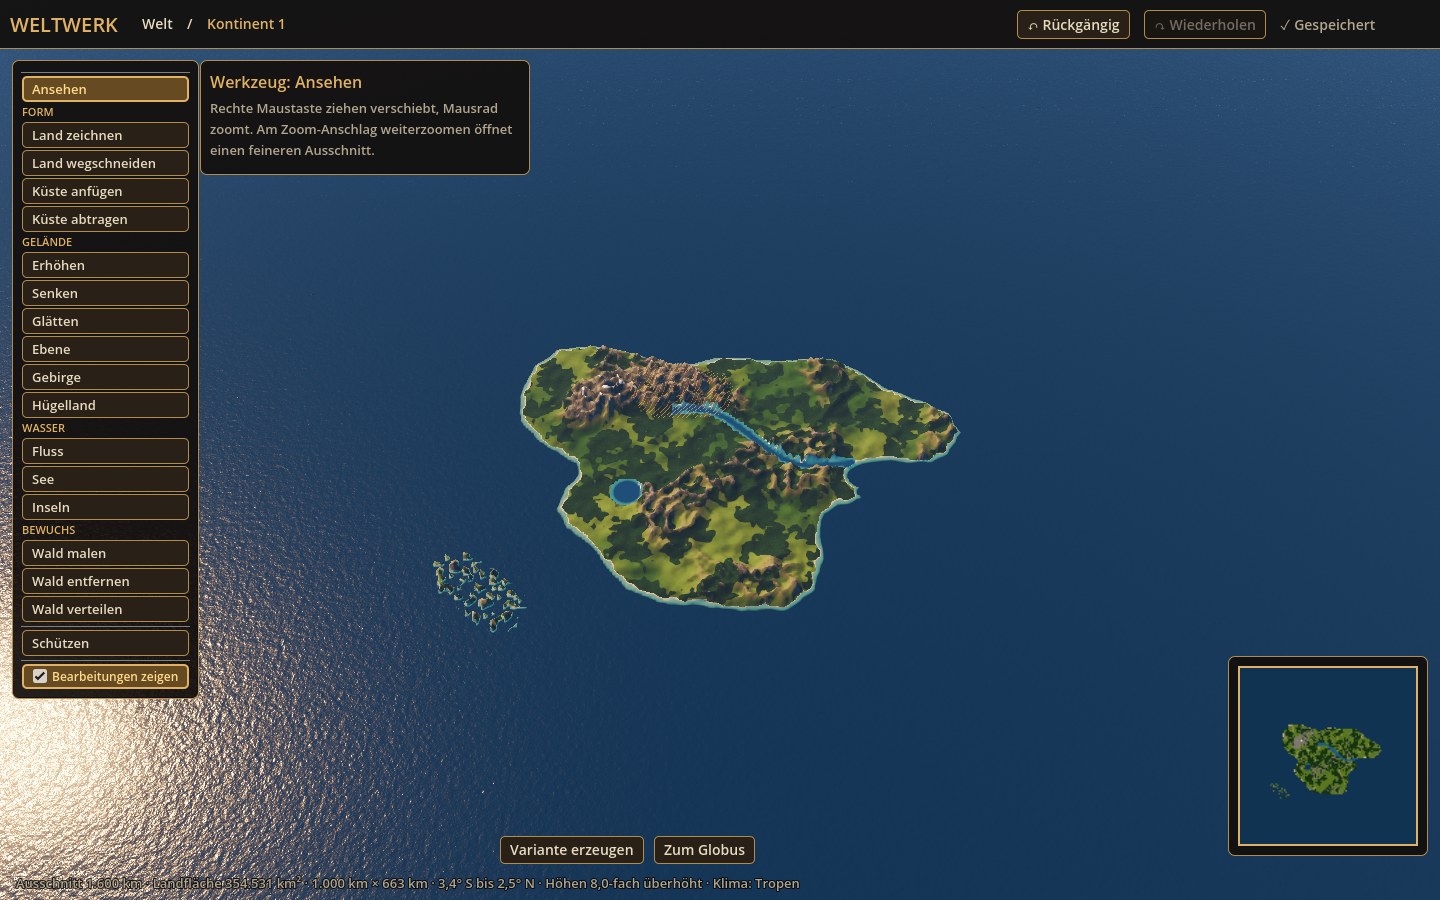 WELTWERK
Welt / Kontinent 1
Rückgängig
Wiederholen
✓ Gespeichert
Ansehen
FORM
Land zeichnen
Land wegschneiden
Küste anfügen
Küste abtragen
GELÄNDE
Erhöhen
Senken
Glätten
Ebene
Gebirge
Hügelland
WASSER
Fluss
See
Inseln
BEWUCHS
Wald malen
Wald entfernen
Wald verteilen
Schützen
Bearbeitungen zeigen
Werkzeug: Ansehen
Rechte Maustaste ziehen verschiebt, Mausrad
zoomt. Am Zoom-Anschlag weiterzoomen öffnet
einen feineren Ausschnitt.
Variante erzeugen
Zum Globus
Ausschnitt 1.600 km · Landfläche 354.531 km² · 1.000 km × 663 km · 3,4° S bis 2,5° N · Höhen 8,0-fach überhöht · Klima: Tropen